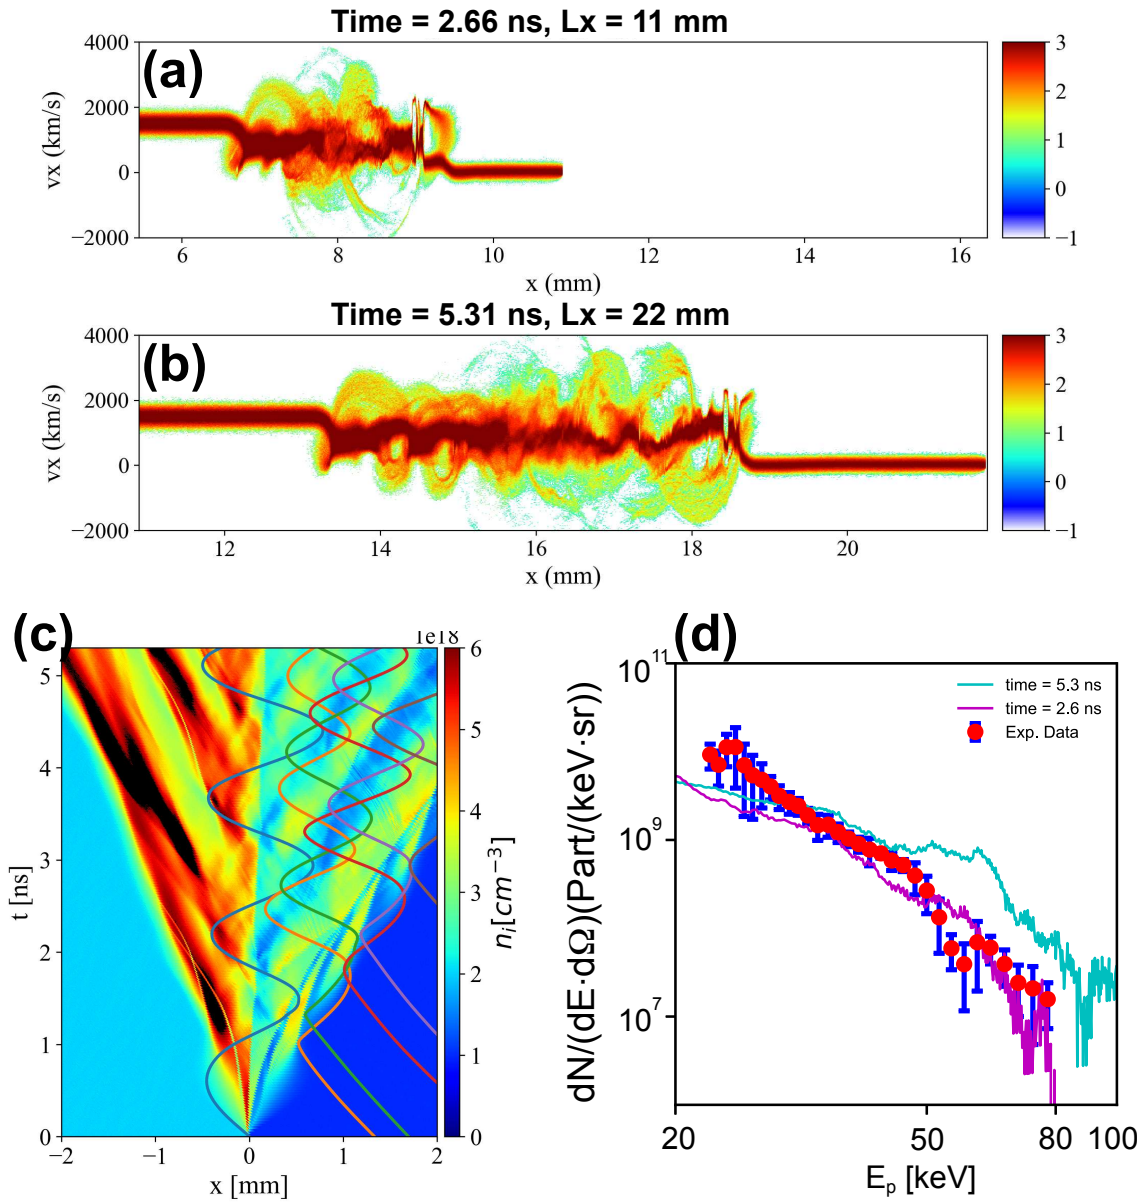 Time = 2.66 ns, Lx = 11 mm
(a)
4000
2000
0
−2000
vx (km/s)
6
8
10
12
14
16
x (mm)
3
2
1
0
−1
Time = 5.31 ns, Lx = 22 mm
(b)
4000
2000
0
−2000
vx (km/s)
12
14
16
18
20
x (mm)
3
2
1
0
−1
(c)
1e18
5
4
3
2
1
0
t [ns]
−2
−1
0
1
2
x [mm]
6
5
4
3
2
1
0
n_i[cm^{−3}]
(d)
10^{11}
10^9
10^7
dN/(dE·dΩ)(Part/(keV·sr))
time = 5.3 ns
time = 2.6 ns
Exp. Data
20
50
80
100
E_p [keV]